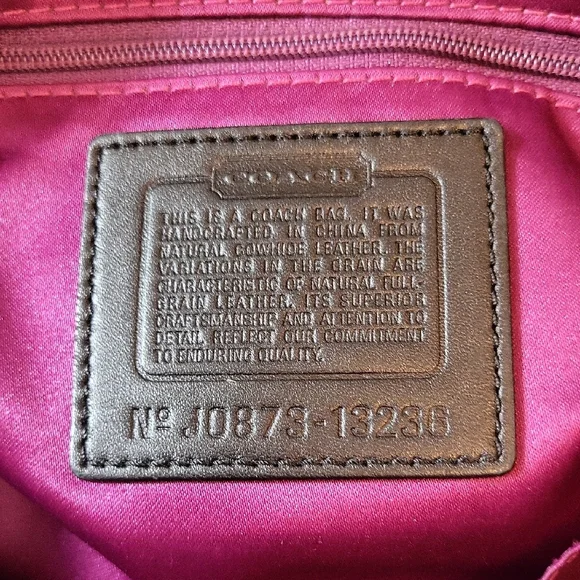 COACH
THIS IS A COACH BAG. IT WAS
HANDCRAFTED, IN CHINA FROM
NATURAL COWHIDE LEATHER. THE
VARIATIONS IN THE GRAIN ARE
CHARACTERISTIC OF NATURAL FULL-
GRAIN LEATHER. ITS SUPERIOR
CRAFTSMANSHIP AND ATTENTION TO
DETAIL REFLECT OUR COMMITMENT
TO ENDURING QUALITY.
Nº J0873-13236